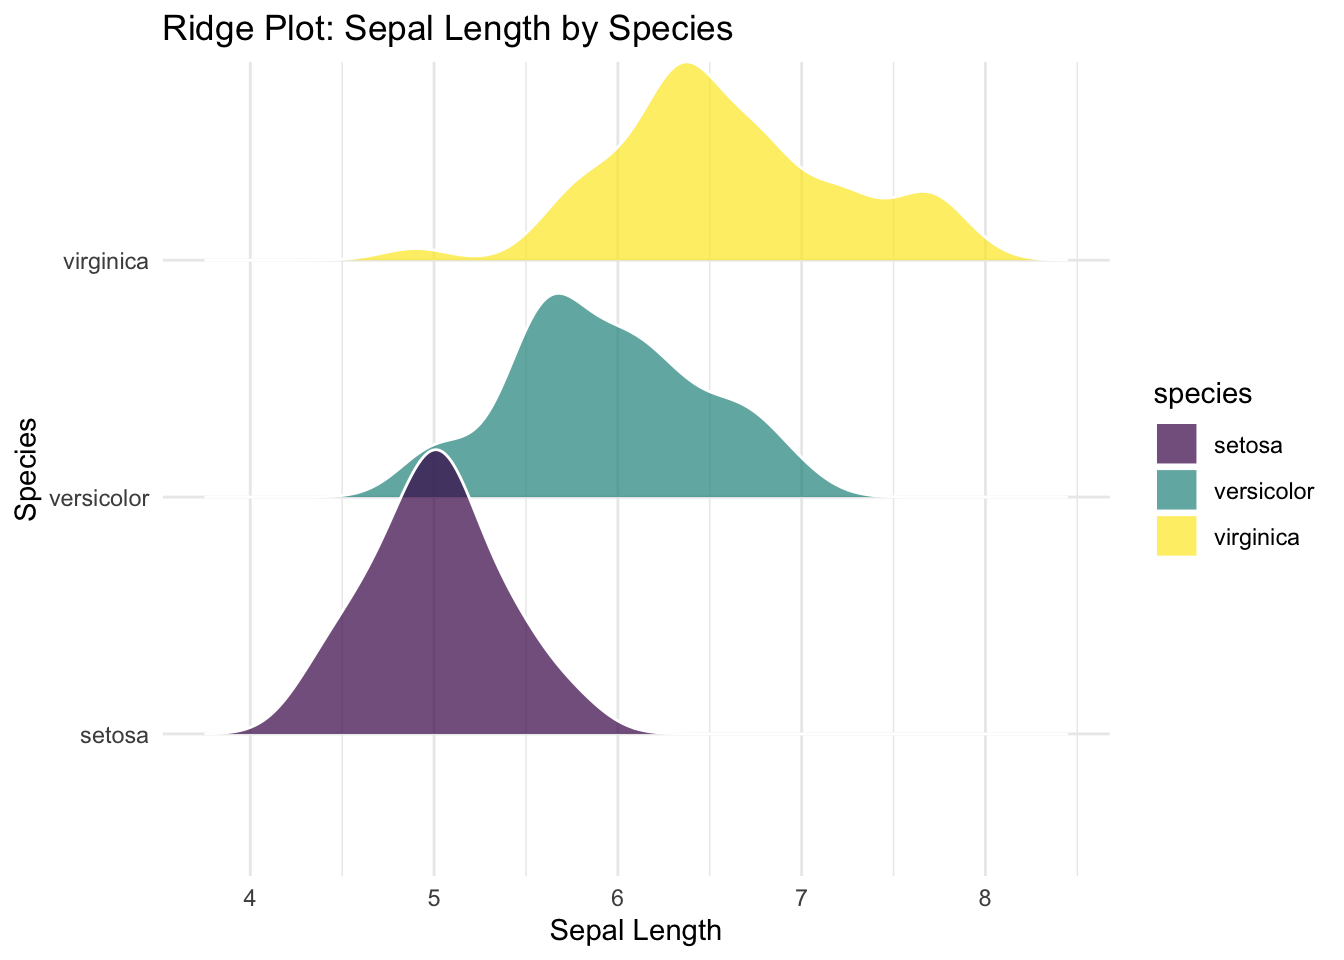 Ridge Plot: Sepal Length by Species
virginica
versicolor
setosa
Species
4 5 6 7 8
Sepal Length
species
setosa
versicolor
virginica